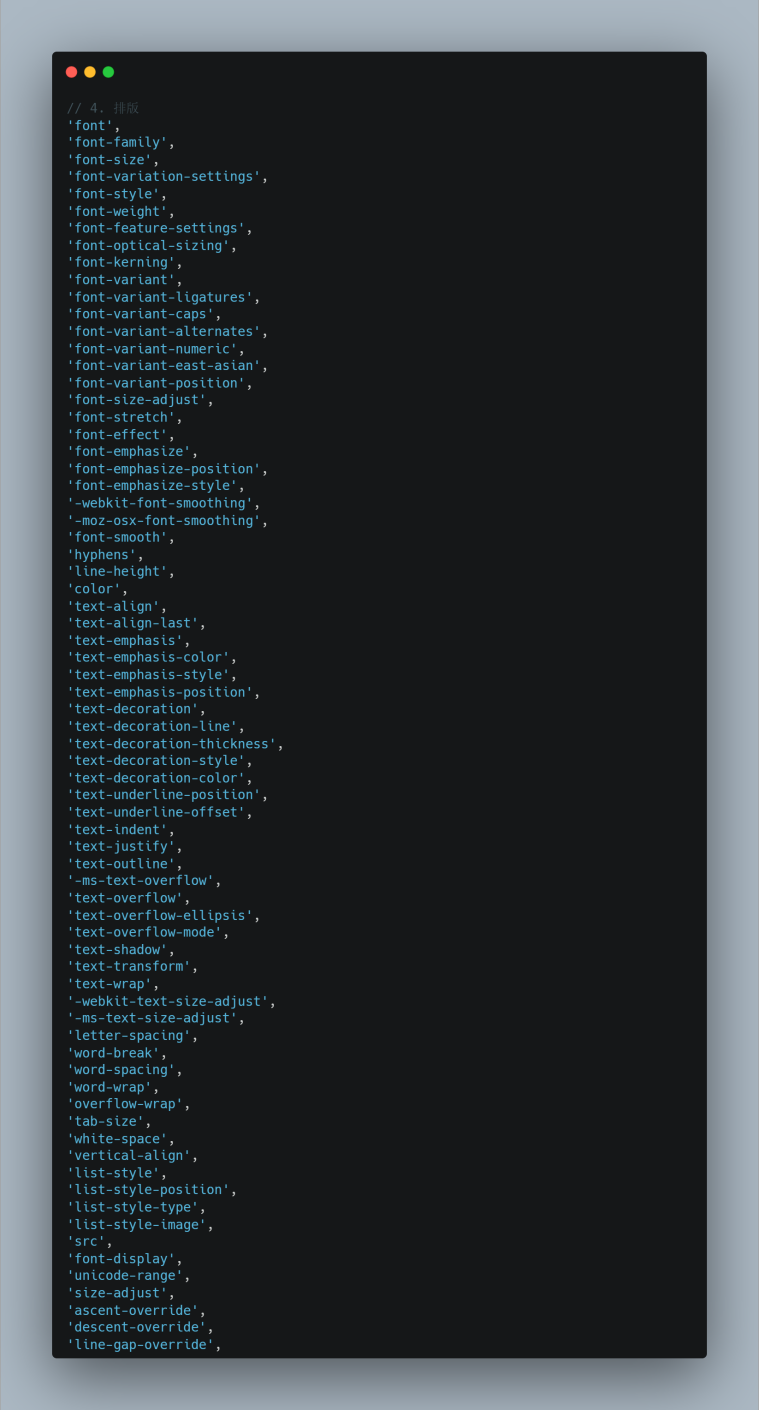 // 4. 排版
'font',
'font-family',
'font-size',
'font-variation-settings',
'font-style',
'font-weight',
'font-feature-settings',
'font-optical-sizing',
'font-kerning',
'font-variant',
'font-variant-ligatures',
'font-variant-caps',
'font-variant-alternates',
'font-variant-numeric',
'font-variant-east-asian',
'font-variant-position',
'font-size-adjust',
'font-stretch',
'font-effect',
'font-emphasize',
'font-emphasize-position',
'font-emphasize-style',
'-webkit-font-smoothing',
'-moz-osx-font-smoothing',
'font-smooth',
'hyphens',
'line-height',
'color',
'text-align',
'text-align-last',
'text-emphasis',
'text-emphasis-color',
'text-emphasis-style',
'text-emphasis-position',
'text-decoration',
'text-decoration-line',
'text-decoration-thickness',
'text-decoration-style',
'text-decoration-color',
'text-underline-position',
'text-underline-offset',
'text-indent',
'text-justify',
'text-outline',
'-ms-text-overflow',
'text-overflow',
'text-overflow-ellipsis',
'text-overflow-mode',
'text-shadow',
'text-transform',
'text-wrap',
'-webkit-text-size-adjust',
'-ms-text-size-adjust',
'letter-spacing',
'word-break',
'word-spacing',
'word-wrap',
'overflow-wrap',
'tab-size',
'white-space',
'vertical-align',
'list-style',
'list-style-position',
'list-style-type',
'list-style-image',
'src',
'font-display',
'unicode-range',
'size-adjust',
'ascent-override',
'descent-override',
'line-gap-override',